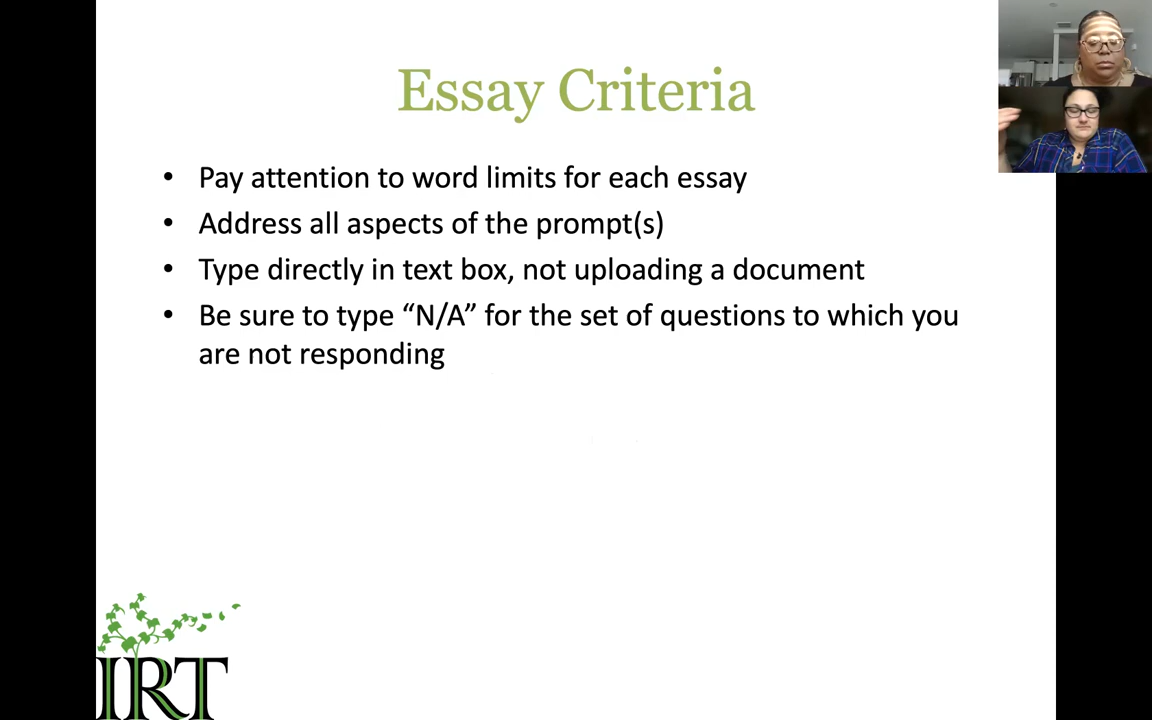 Essay Criteria
• Pay attention to word limits for each essay
• Address all aspects of the prompt(s)
• Type directly in text box, not uploading a document
• Be sure to type “N/A” for the set of questions to which you
are not responding
IRT